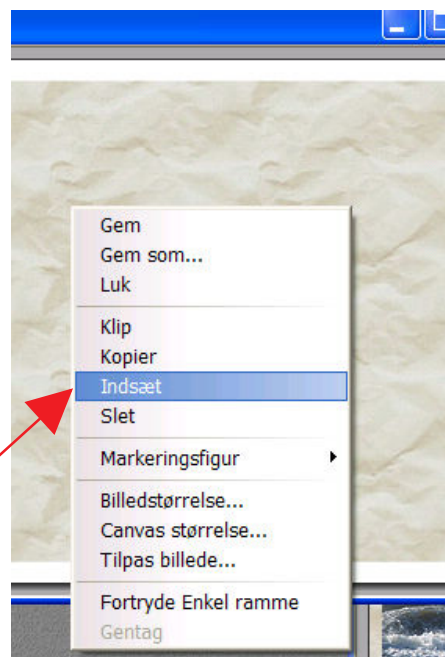 Gem
Gem som...
Luk
Klip
Kopier
Indsæt
Slet
Markeringsfigur
Billedstørrelse...
Canvas størrelse...
Tilpas billede...
Fortryde Enkel ramme
Gentag